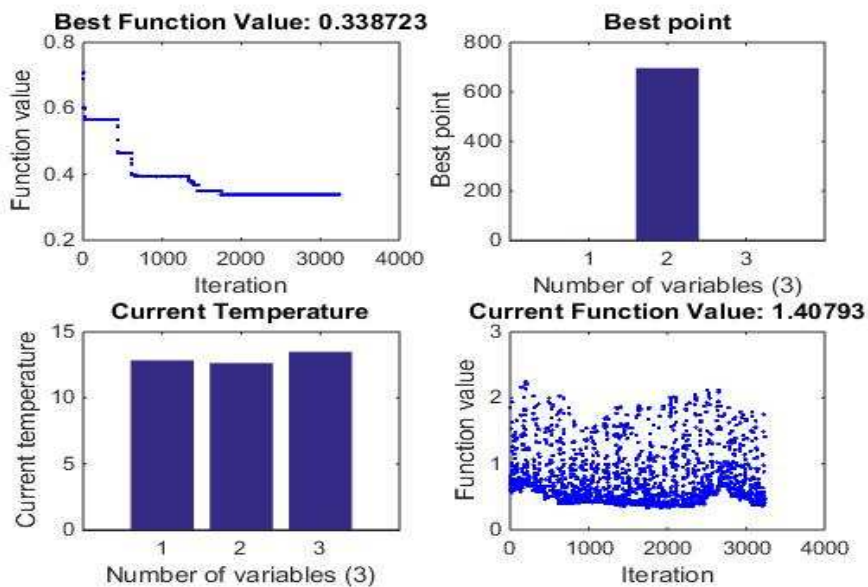 Best Function Value: 0.338723
0.8
0.6
0.4
0.2
Function value
0 1000 2000 3000 4000
Iteration
Best point
800
600
400
200
0
Best point
1 2 3
Number of variables (3)
Current Temperature
15
10
5
0
Current temperature
1 2 3
Number of variables (3)
Current Function Value: 1.40793
3
2
1
0
Function value
0 1000 2000 3000 4000
Iteration